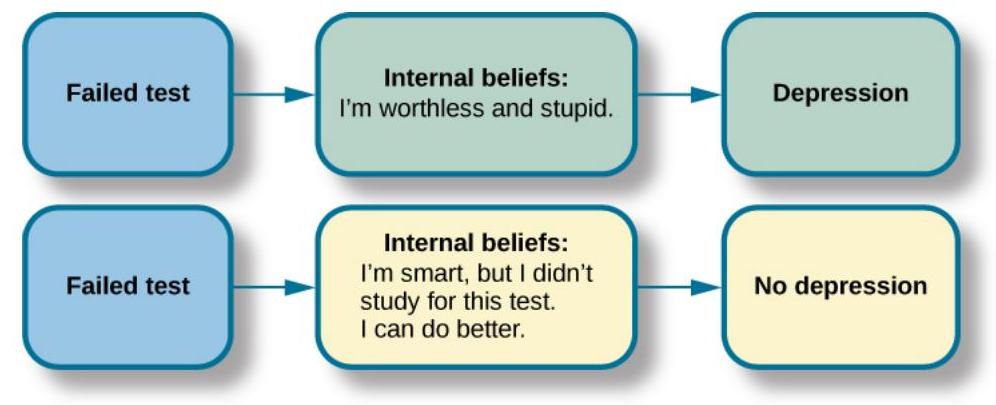 Failed test
Internal beliefs:
I’m worthless and stupid.
Depression
Failed test
Internal beliefs:
I’m smart, but I didn’t
study for this test.
I can do better.
No depression